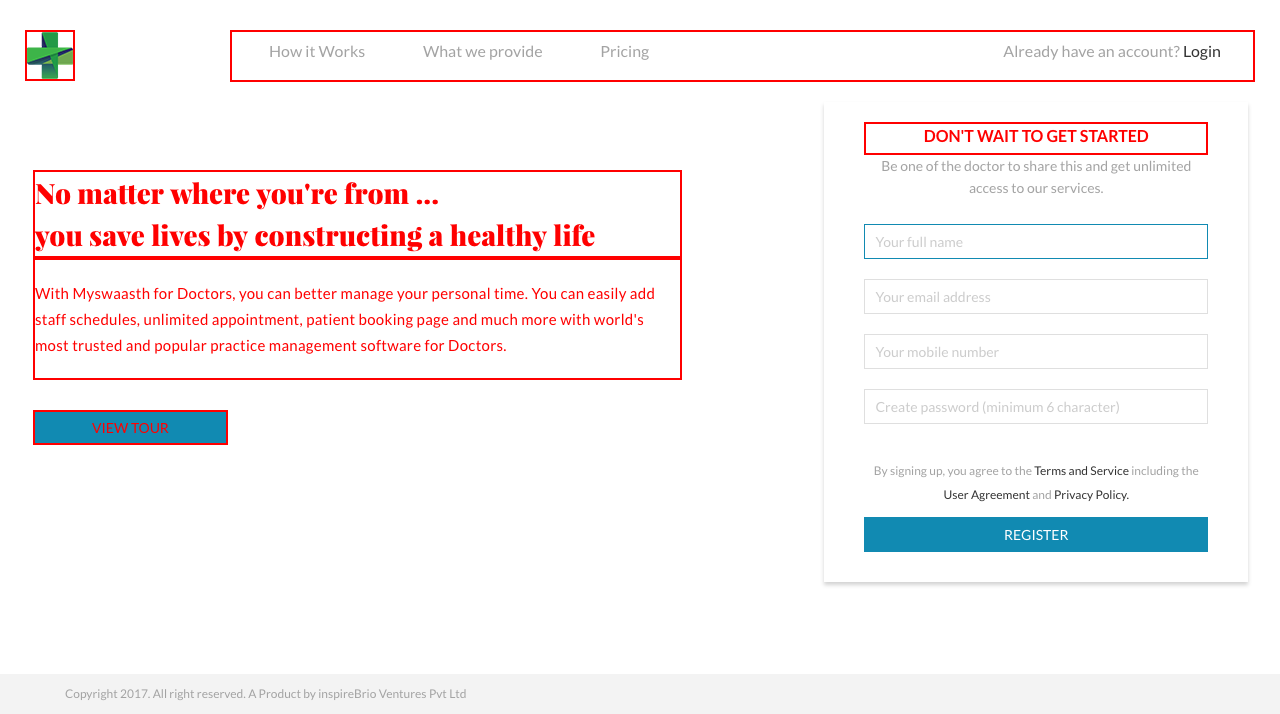 How it Works
What we provide
Pricing
Already have an account? Login
No matter where you're from ...
you save lives by constructing a healthy life
With Myswaasth for Doctors, you can better manage your personal time. You can easily add
staff schedules, unlimited appointment, patient booking page and much more with world's
most trusted and popular practice management software for Doctors.
VIEW TOUR
DON'T WAIT TO GET STARTED
Be one of the doctor to share this and get unlimited
access to our services.
Your full name
Your email address
Your mobile number
Create password (minimum 6 character)
By signing up, you agree to the Terms and Service including the
User Agreement and Privacy Policy.
REGISTER
Copyright 2017. All right reserved. A Product by inspireBrio Ventures Pvt Ltd